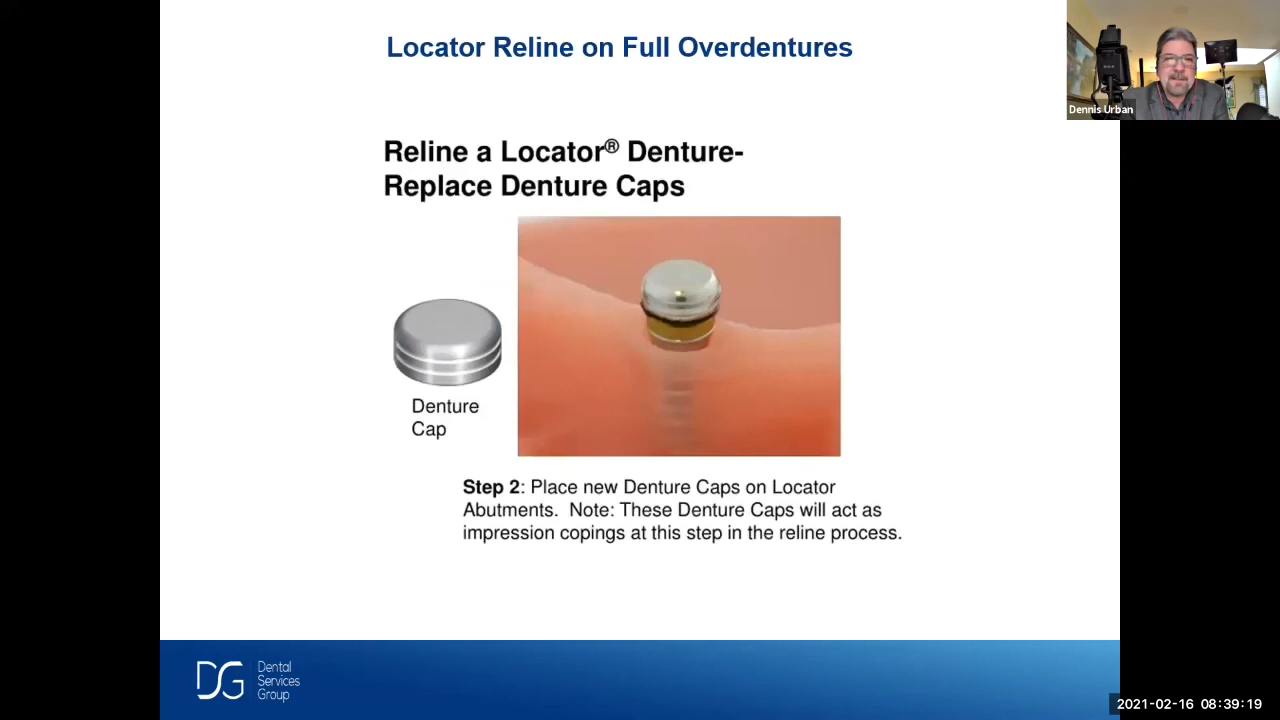 Locator Reline on Full Overdentures
Dennis Urban
Reline a Locator® Denture-
Replace Denture Caps
Denture
Cap
Step 2: Place new Denture Caps on Locator
Abutments. Note: These Denture Caps will act as
impression copings at this step in the reline process.
DSG
Dental
Services
Group
2021-02-16 08:39:19